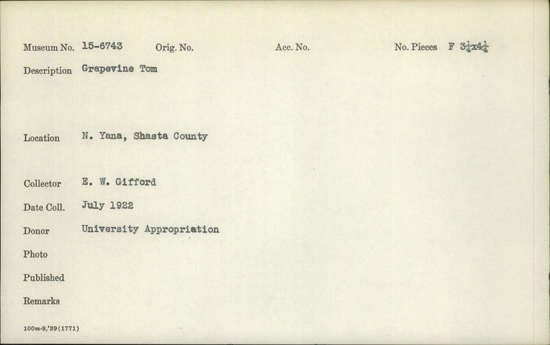 Museum No. 15-6743 Orig. No. Acc. No. No. Pieces F 3¼x4¼
Description Grapevine Tom
Location N. Yana, Shasta County
Collector E. W. Gifford
Date Coll. July 1922
Donor University Appropriation
Photo
Published
Remarks
100m-9,'39(1771)